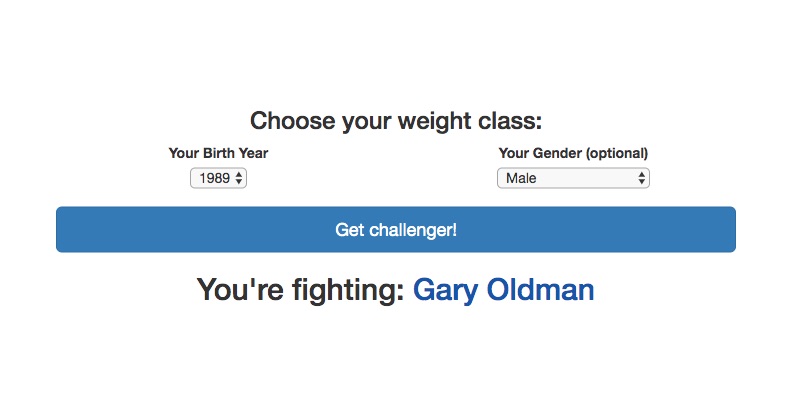 Choose your weight class:
Your Birth Year Your Gender (optional)
1989 Male
Get challenger!
You're fighting: Gary Oldman